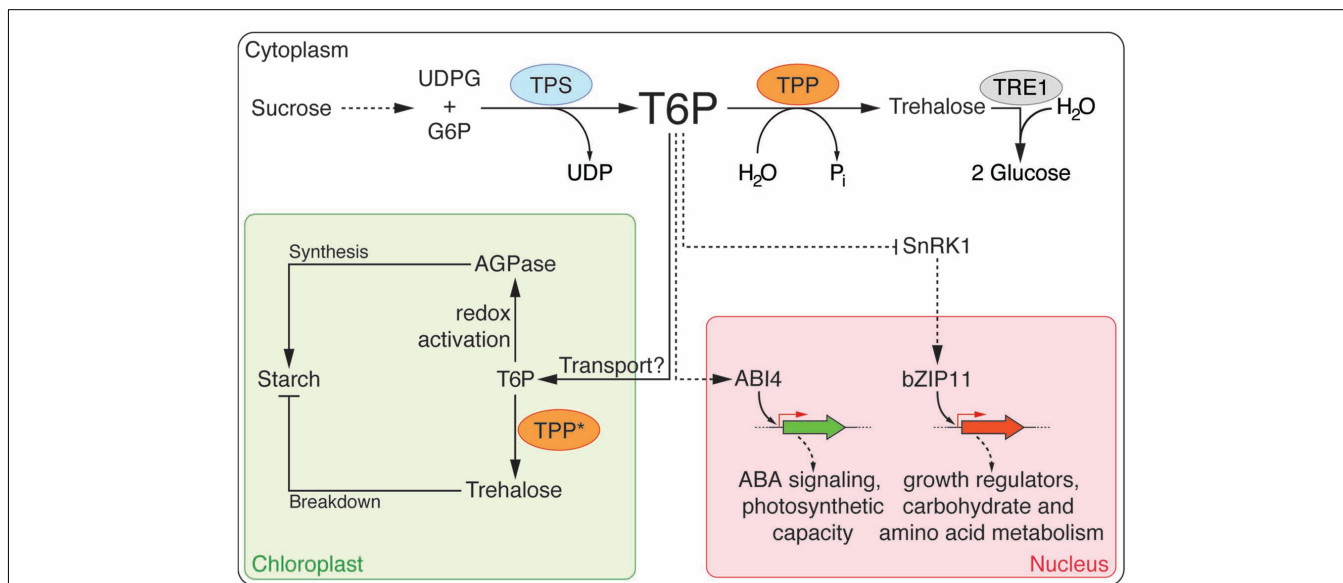 Cytoplasm
Sucrose
UDPG
+
G6P
TPS
UDP
T6P
TPP
H₂O
Pᵢ
Trehalose
TRE1
H₂O
2 Glucose
Synthesis
AGPase
redox
activation
Starch
T6P
Transport?
TPP*
Trehalose
Breakdown
Chloroplast
SnRK1
ABI4
bZIP11
ABA signaling,
photosynthetic
capacity
growth regulators,
carbohydrate and
amino acid metabolism
Nucleus